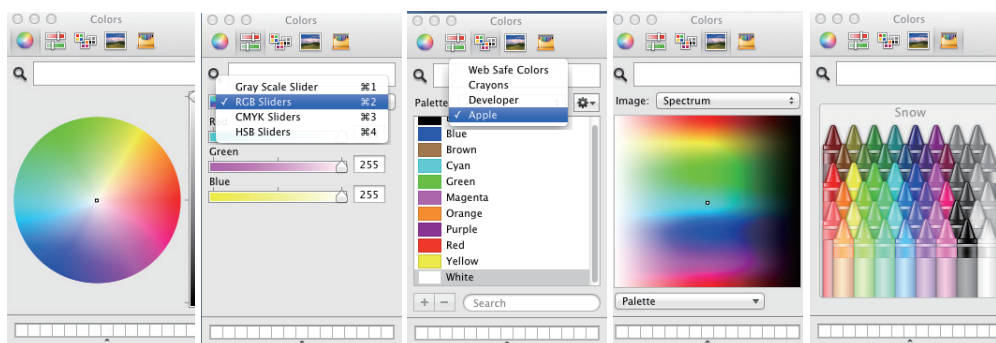 Colors
Colors
Gray Scale Slider ⌘1
✓ RGB Sliders ⌘2
CMYK Sliders ⌘3
HSB Sliders ⌘4
Green
255
Blue
255
Colors
Web Safe Colors
Crayons
Developer
✓ Apple
Palette
Blue
Brown
Cyan
Green
Magenta
Orange
Purple
Red
Yellow
White
+ − Search
Colors
Image: Spectrum
Palette
Colors
Snow